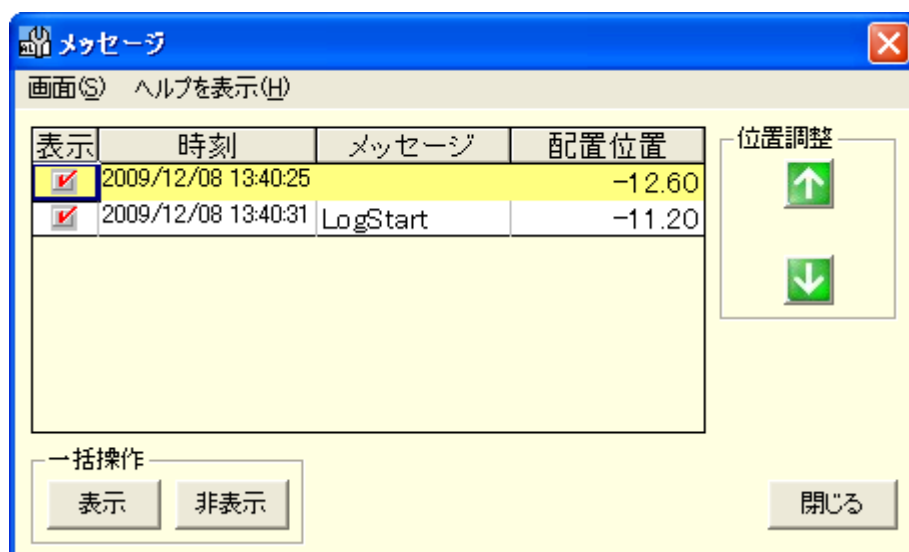 メッセージ
画面(S) ヘルプを表示(H)
表示 時刻 メッセージ 配置位置
2009/12/08 13:40:25 -12.60
2009/12/08 13:40:31 LogStart -11.20
位置調整
一括操作
表示 非表示
閉じる